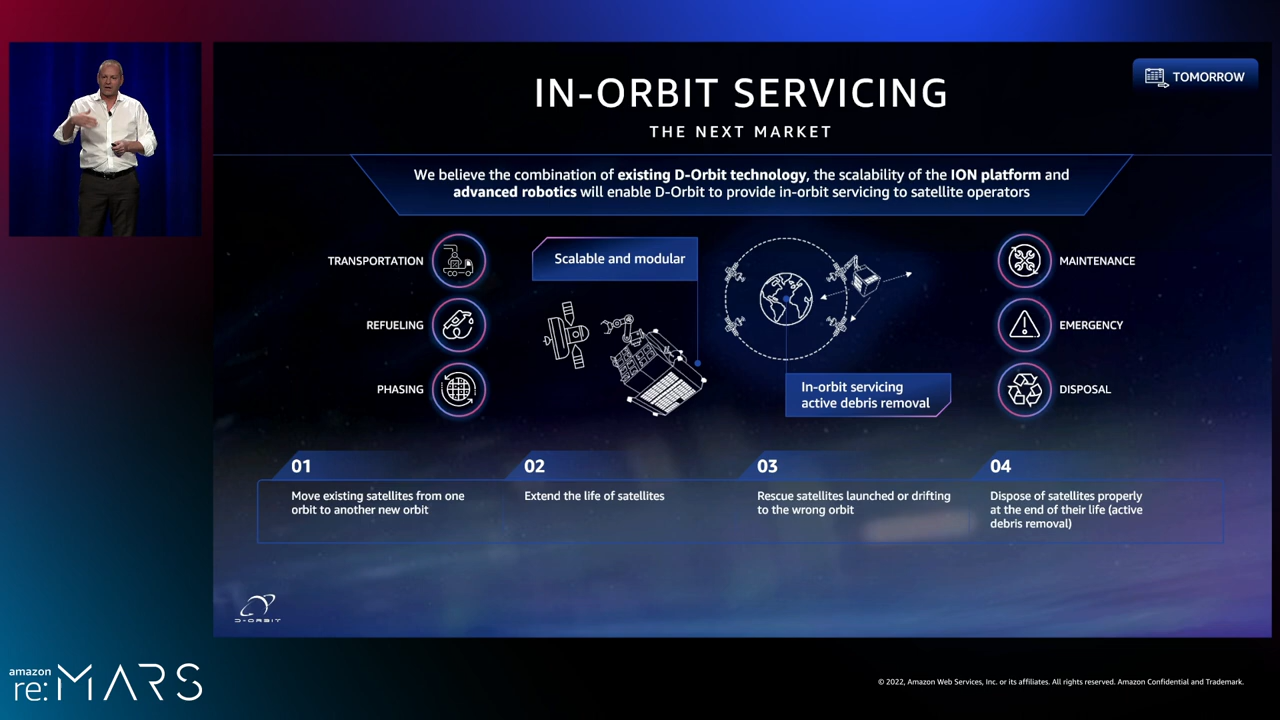 TOMORROW
IN-ORBIT SERVICING
THE NEXT MARKET
We believe the combination of existing D-Orbit technology, the scalability of the ION platform and
advanced robotics will enable D-Orbit to provide in-orbit servicing to satellite operators
TRANSPORTATION
REFUELING
PHASING
Scalable and modular
In-orbit servicing
active debris removal
MAINTENANCE
EMERGENCY
DISPOSAL
01
Move existing satellites from one
orbit to another new orbit
02
Extend the life of satellites
03
Rescue satellites launched or drifting
to the wrong orbit
04
Dispose of satellites properly
at the end of their life (active
debris removal)
D-ORBIT
amazon
re:MARS
© 2022, Amazon Web Services, Inc. or its affiliates. All rights reserved. Amazon Confidential and Trademark.